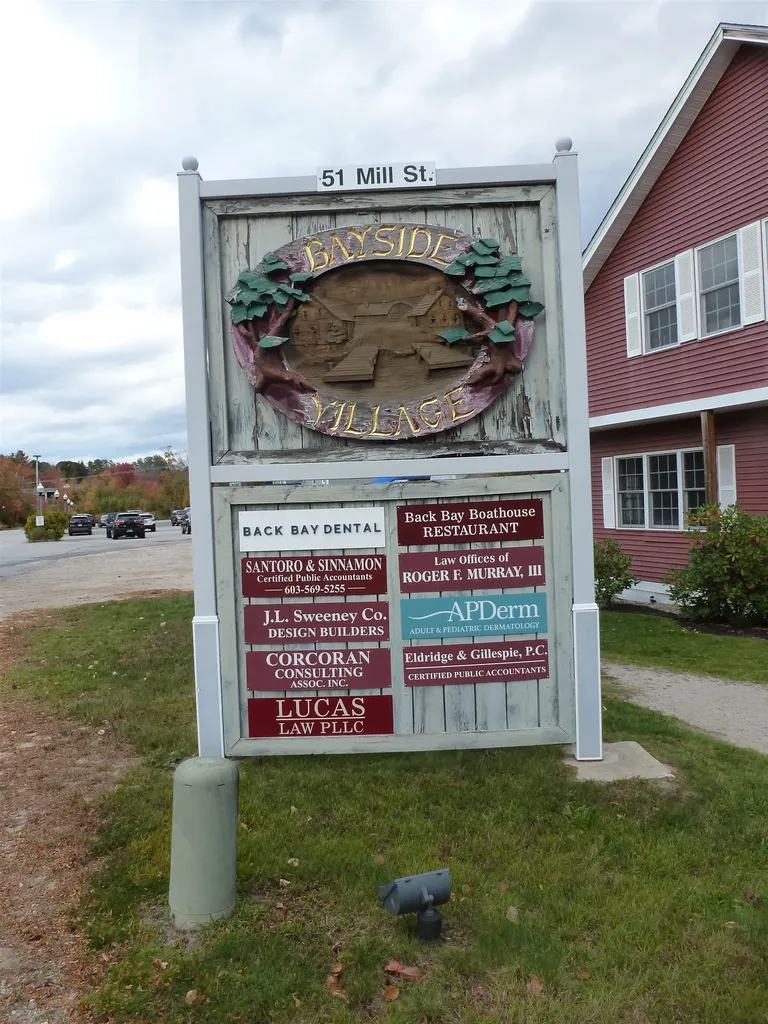 51 Mill St.
BAYSIDE
VILLAGE
BACK BAY DENTAL
SANTORO & SINNAMON
Certified Public Accountants
603-569-5255
J.L. Sweeney Co.
DESIGN BUILDERS
CORCORAN
CONSULTING
ASSOC. INC.
LUCAS
LAW PLLC
Back Bay Boathouse
RESTAURANT
Law Offices of
ROGER F. MURRAY, III
APDerm
ADULT & PEDIATRIC DERMATOLOGY
Eldridge & Gillespie, P.C.
CERTIFIED PUBLIC ACCOUNTANTS